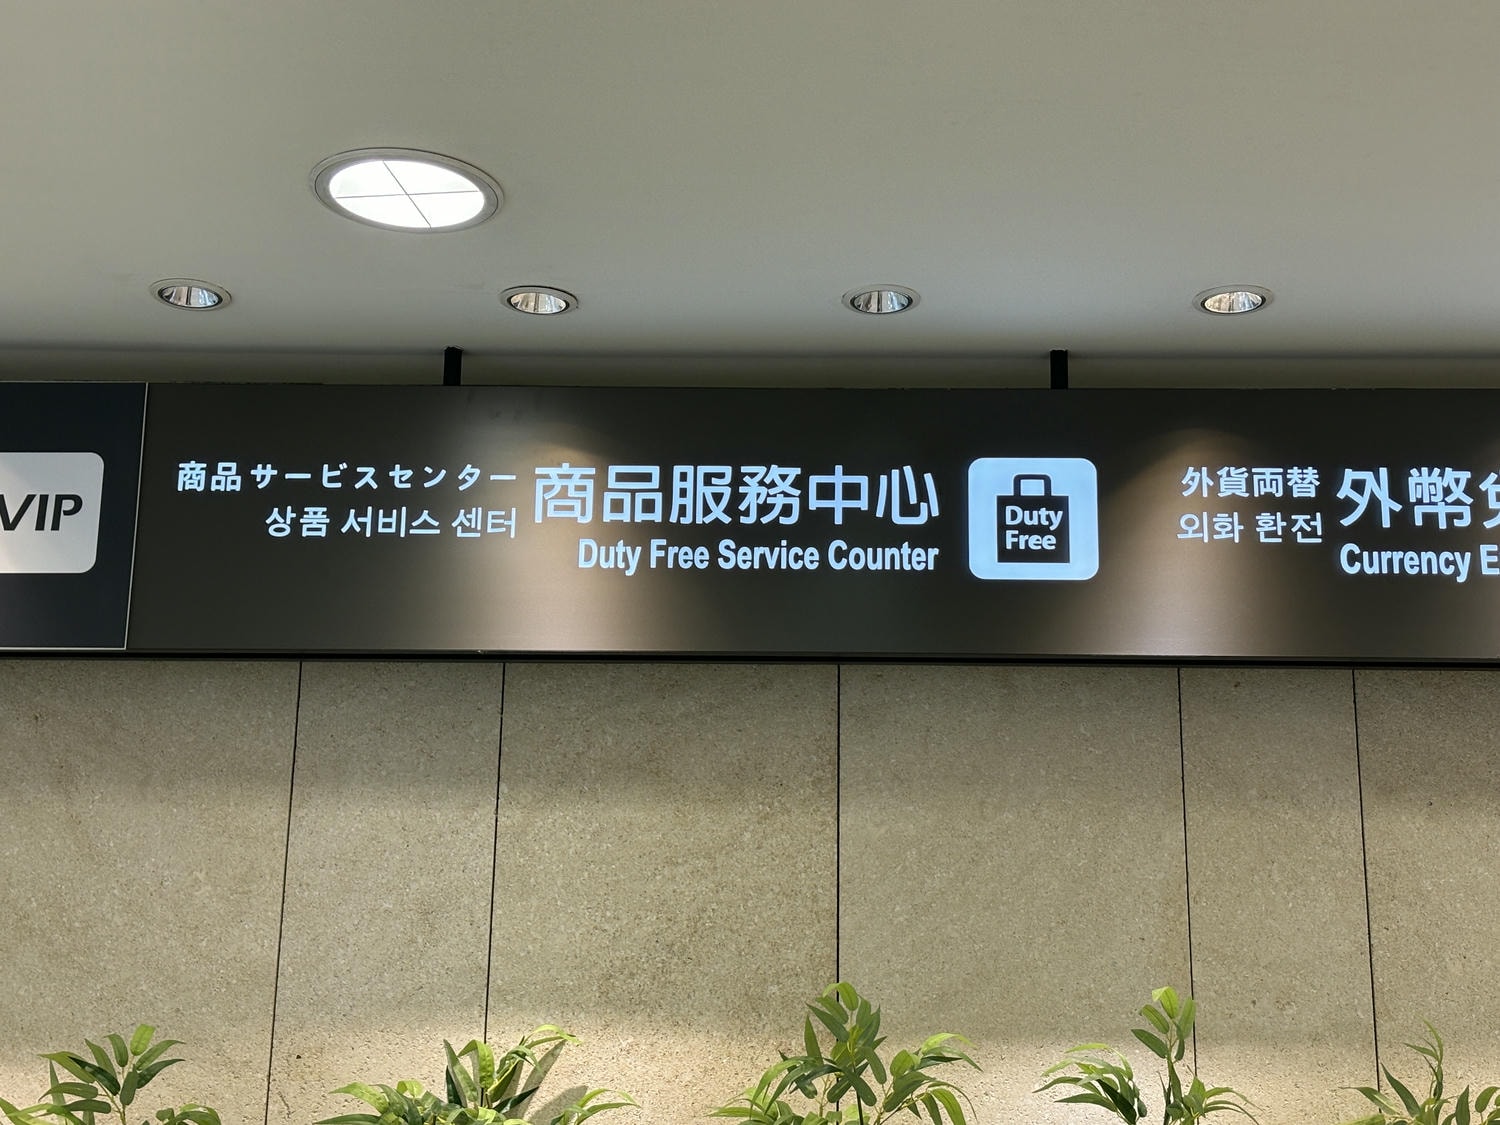 VIP
商品サービスセンター
상품 서비스 센터
商品服務中心
Duty Free Service Counter
Duty
Free
外貨両替
외화 환전
外幣
Currency